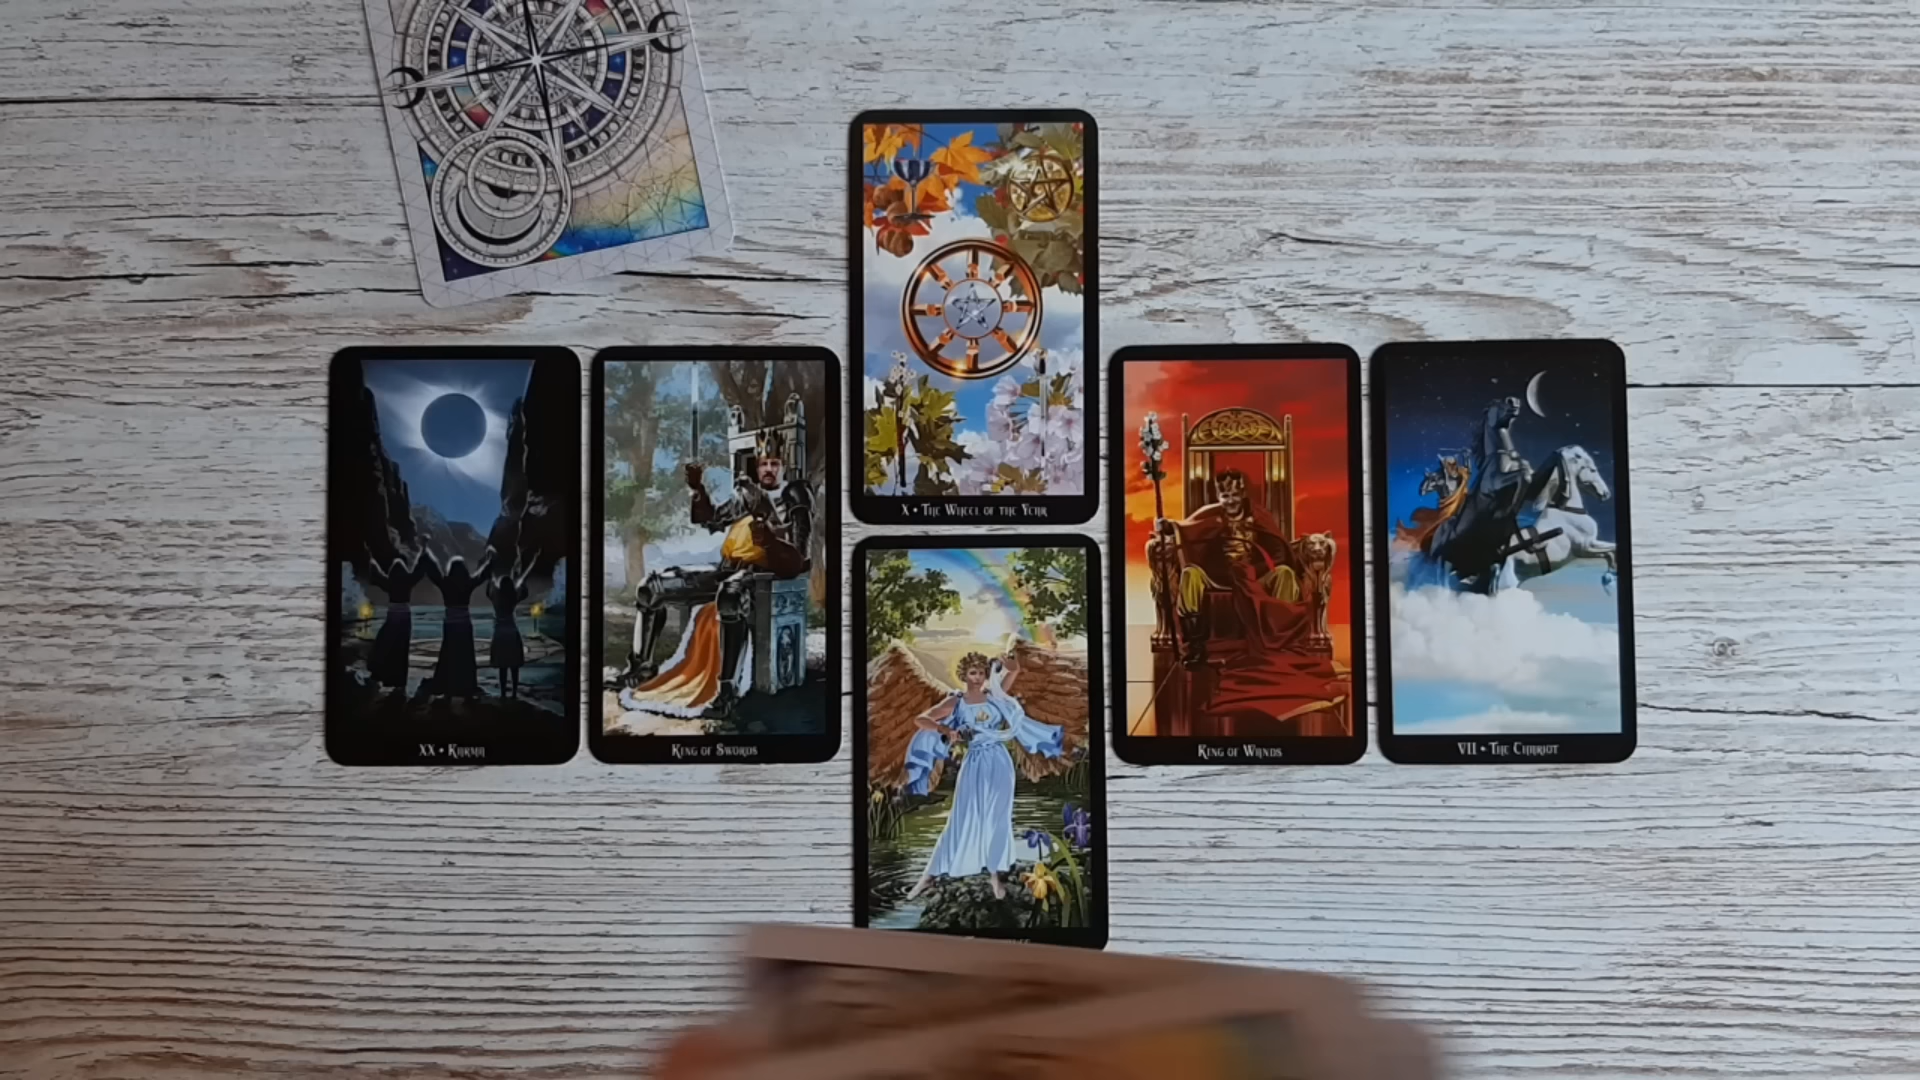 X • The Wheel of the Year
XX • Karma
King of Swords
King of Wands
VII • The Chariot